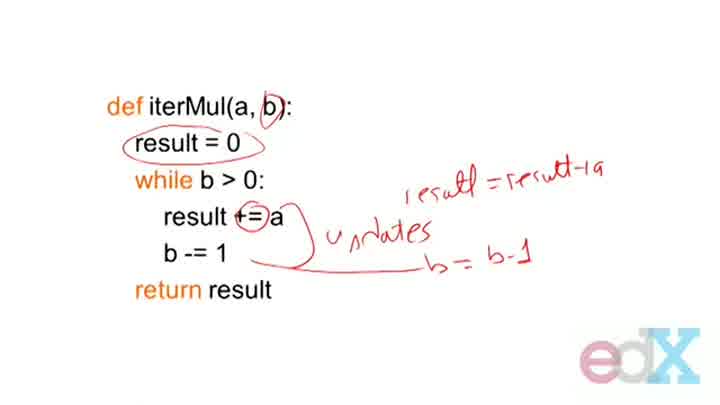 def iterMul(a, b):
result = 0
while b > 0:
result += a
b -= 1
return result
result = result+a
updates
b = b-1
edX